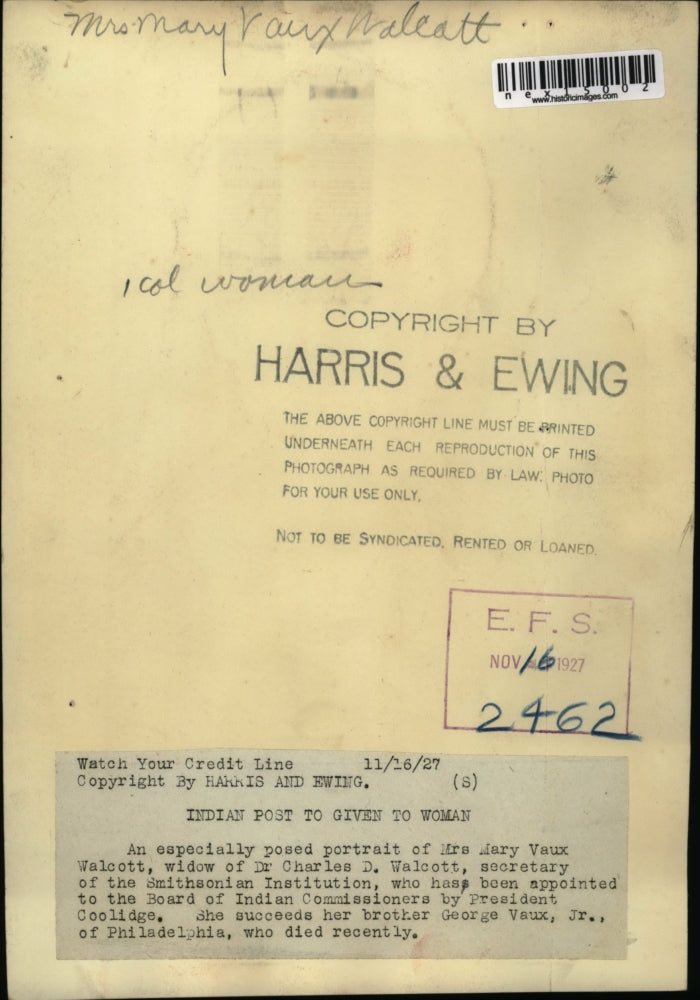 Mrs Mary Vaux Walcott
nex15002
www.historicimages.com
1 col woman
COPYRIGHT BY
HARRIS & EWING
THE ABOVE COPYRIGHT LINE MUST BE PRINTED
UNDERNEATH EACH REPRODUCTION OF THIS
PHOTOGRAPH AS REQUIRED BY LAW. PHOTO
FOR YOUR USE ONLY.
NOT TO BE SYNDICATED, RENTED OR LOANED.
E. F. S.
NOV 16 1927
2462
Watch Your Credit Line 11/16/27
Copyright By HARRIS AND EWING. (S)
INDIAN POST TO GIVEN TO WOMAN
An especially posed portrait of Mrs Mary Vaux
Walcott, widow of Dr Charles D. Walcott, secretary
of the Smithsonian Institution, who has been appointed
to the Board of Indian Commissioners by President
Coolidge. She succeeds her brother George Vaux, Jr.,
of Philadelphia, who died recently.